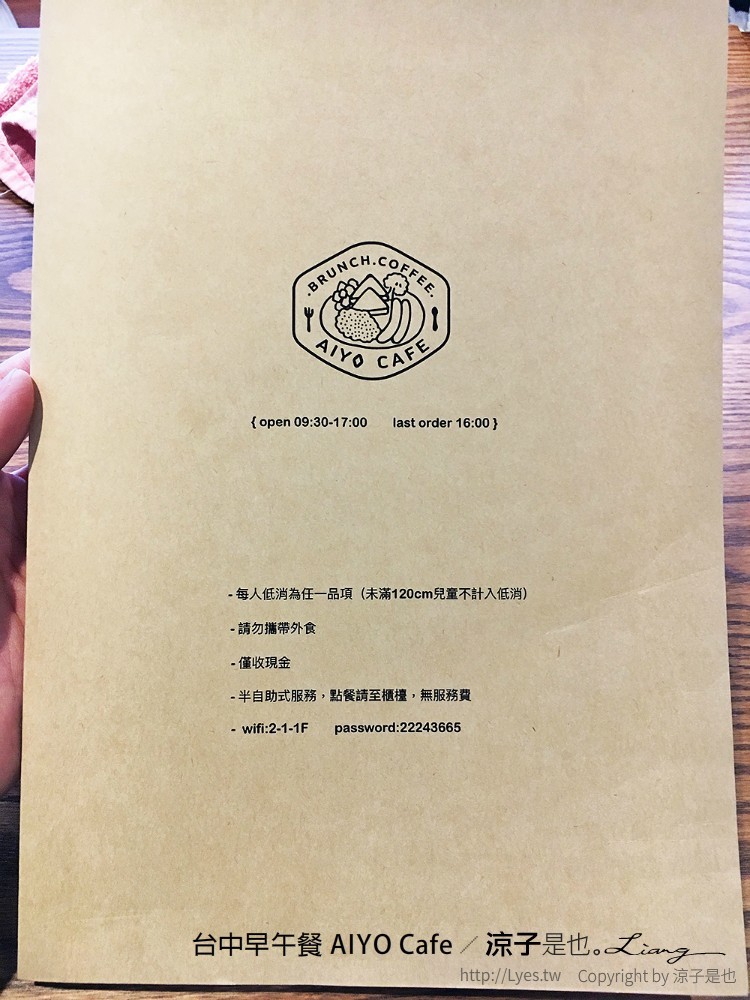 ·BRUNCH.COFFEE.
AIYO CAFE
{ open 09:30-17:00 last order 16:00 }
- 每人低消為任一品項（未滿120cm兒童不計入低消）
- 請勿攜帶外食
- 僅收現金
- 半自助式服務，點餐請至櫃檯，無服務費
- wifi:2-1-1F password:22243665
台中早午餐 AIYO Cafe／涼子是也。Liang
http://Lyes.tw Copyright by 涼子是也